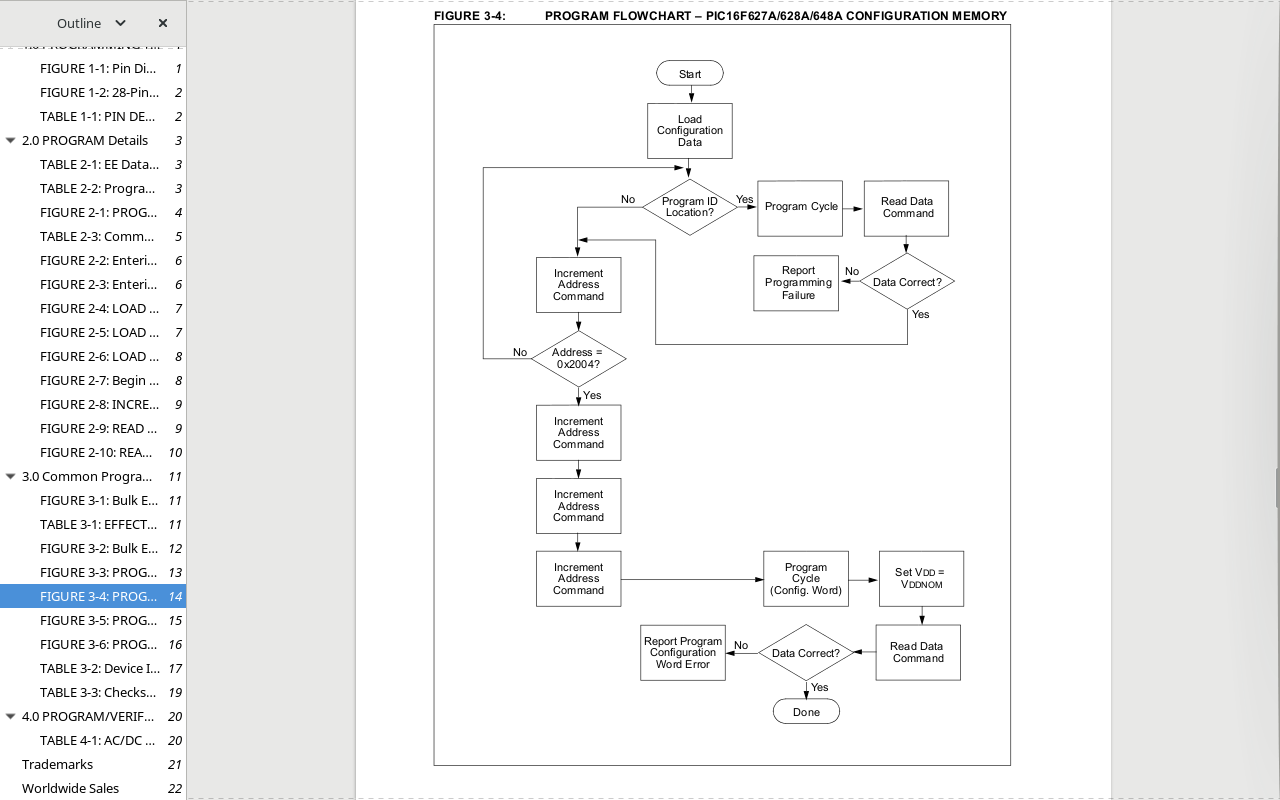 Outline
FIGURE 1-1: Pin Di... 1
FIGURE 1-2: 28-Pin... 2
TABLE 1-1: PIN DE... 2
2.0 PROGRAM Details 3
TABLE 2-1: EE Data... 3
TABLE 2-2: Progra... 3
FIGURE 2-1: PROG... 4
TABLE 2-3: Comm... 5
FIGURE 2-2: Enteri... 6
FIGURE 2-3: Enteri... 6
FIGURE 2-4: LOAD ... 7
FIGURE 2-5: LOAD ... 7
FIGURE 2-6: LOAD ... 8
FIGURE 2-7: Begin ... 8
FIGURE 2-8: INCRE... 9
FIGURE 2-9: READ ... 9
FIGURE 2-10: REA... 10
3.0 Common Progra... 11
FIGURE 3-1: Bulk E... 11
TABLE 3-1: EFFECT... 11
FIGURE 3-2: Bulk E... 12
FIGURE 3-3: PROG... 13
FIGURE 3-4: PROG... 14
FIGURE 3-5: PROG... 15
FIGURE 3-6: PROG... 16
TABLE 3-2: Device I... 17
TABLE 3-3: Checks... 19
4.0 PROGRAM/VERIF... 20
TABLE 4-1: AC/DC ... 20
Trademarks 21
Worldwide Sales 22
FIGURE 3-4: PROGRAM FLOWCHART – PIC16F627A/628A/648A CONFIGURATION MEMORY
Start
Load
Configuration
Data
No
Program ID
Location?
Yes
Program Cycle
Read Data
Command
Increment
Address
Command
Report
Programming
Failure
No
Data Correct?
Yes
No
Address =
0x2004?
Yes
Increment
Address
Command
Increment
Address
Command
Increment
Address
Command
Program
Cycle
(Config. Word)
Set VDD =
VDDNOM
Report Program
Configuration
Word Error
No
Data Correct?
Read Data
Command
Yes
Done